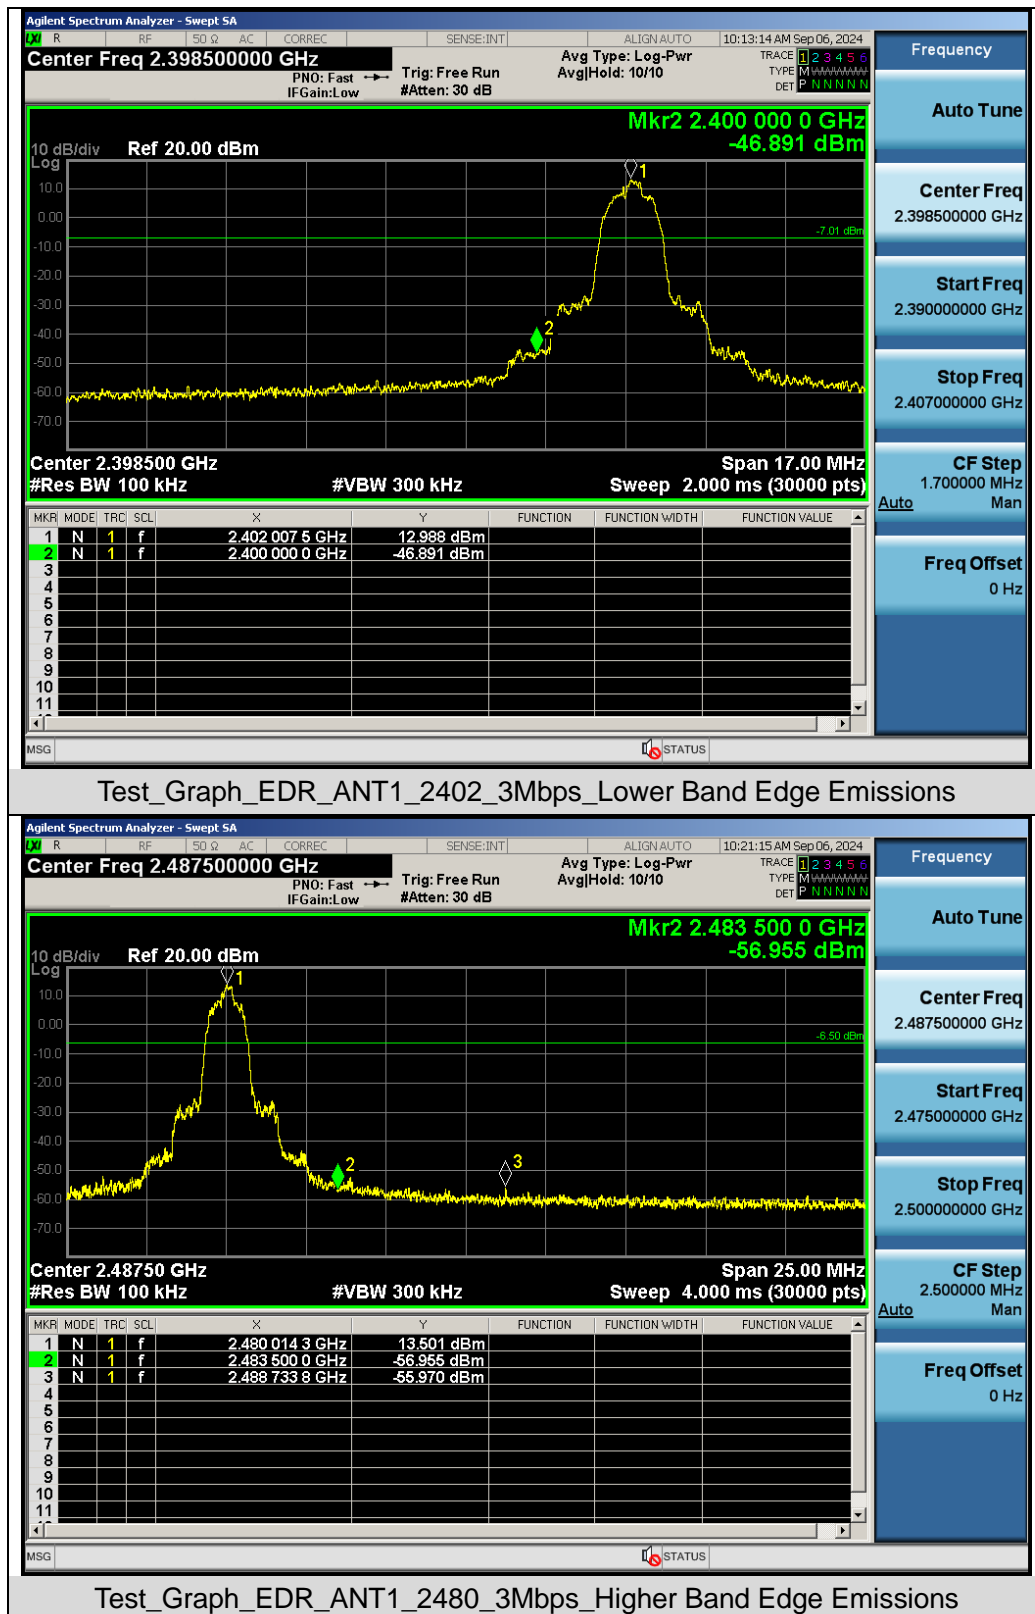 Agilent Spectrum Analyzer - Swept SA
LXI R RF 50 Ω AC CORREC SENSE:INT ALIGN AUTO 10:13:14 AM Sep 06, 2024
Center Freq 2.398500000 GHz
PNO: Fast
IFGain:Low
Trig: Free Run
#Atten: 30 dB
Avg Type: Log-Pwr
Avg|Hold: 10/10
TRACE 1 2 3 4 5 6
TYPE M
DET P N N N N N
Mkr2 2.400 000 0 GHz
-46.891 dBm
10 dB/div Ref 20.00 dBm
Log
10.0
0.00
-10.0
-20.0
-30.0
-40.0
-50.0
-60.0
-70.0
1
2
-7.01 dBm
Center 2.398500 GHz Span 17.00 MHz
#Res BW 100 kHz #VBW 300 kHz Sweep 2.000 ms (30000 pts)
MKR MODE TRC SCL X Y FUNCTION FUNCTION WIDTH FUNCTION VALUE
1 N 1 f 2.402 007 5 GHz 12.988 dBm
2 N 1 f 2.400 000 0 GHz -46.891 dBm
3
4
5
6
7
8
9
10
11
MSG STATUS
Frequency
Auto Tune
Center Freq
2.398500000 GHz
Start Freq
2.390000000 GHz
Stop Freq
2.407000000 GHz
CF Step
1.700000 MHz
Auto Man
Freq Offset
0 Hz
Test_Graph_EDR_ANT1_2402_3Mbps_Lower Band Edge Emissions
Agilent Spectrum Analyzer - Swept SA
LXI R RF 50 Ω AC CORREC SENSE:INT ALIGN AUTO 10:21:15 AM Sep 06, 2024
Center Freq 2.487500000 GHz
PNO: Fast
IFGain:Low
Trig: Free Run
#Atten: 30 dB
Avg Type: Log-Pwr
Avg|Hold: 10/10
TRACE 1 2 3 4 5 6
TYPE M
DET P N N N N N
Mkr2 2.483 500 0 GHz
-56.955 dBm
10 dB/div Ref 20.00 dBm
Log
10.0
0.00
-10.0
-20.0
-30.0
-40.0
-50.0
-60.0
-70.0
1
2
3
-6.50 dBm
Center 2.48750 GHz Span 25.00 MHz
#Res BW 100 kHz #VBW 300 kHz Sweep 4.000 ms (30000 pts)
MKR MODE TRC SCL X Y FUNCTION FUNCTION WIDTH FUNCTION VALUE
1 N 1 f 2.480 014 3 GHz 13.501 dBm
2 N 1 f 2.483 500 0 GHz -56.955 dBm
3 N 1 f 2.488 733 8 GHz -55.970 dBm
4
5
6
7
8
9
10
11
MSG STATUS
Frequency
Auto Tune
Center Freq
2.487500000 GHz
Start Freq
2.475000000 GHz
Stop Freq
2.500000000 GHz
CF Step
2.500000 MHz
Auto Man
Freq Offset
0 Hz
Test_Graph_EDR_ANT1_2480_3Mbps_Higher Band Edge Emissions